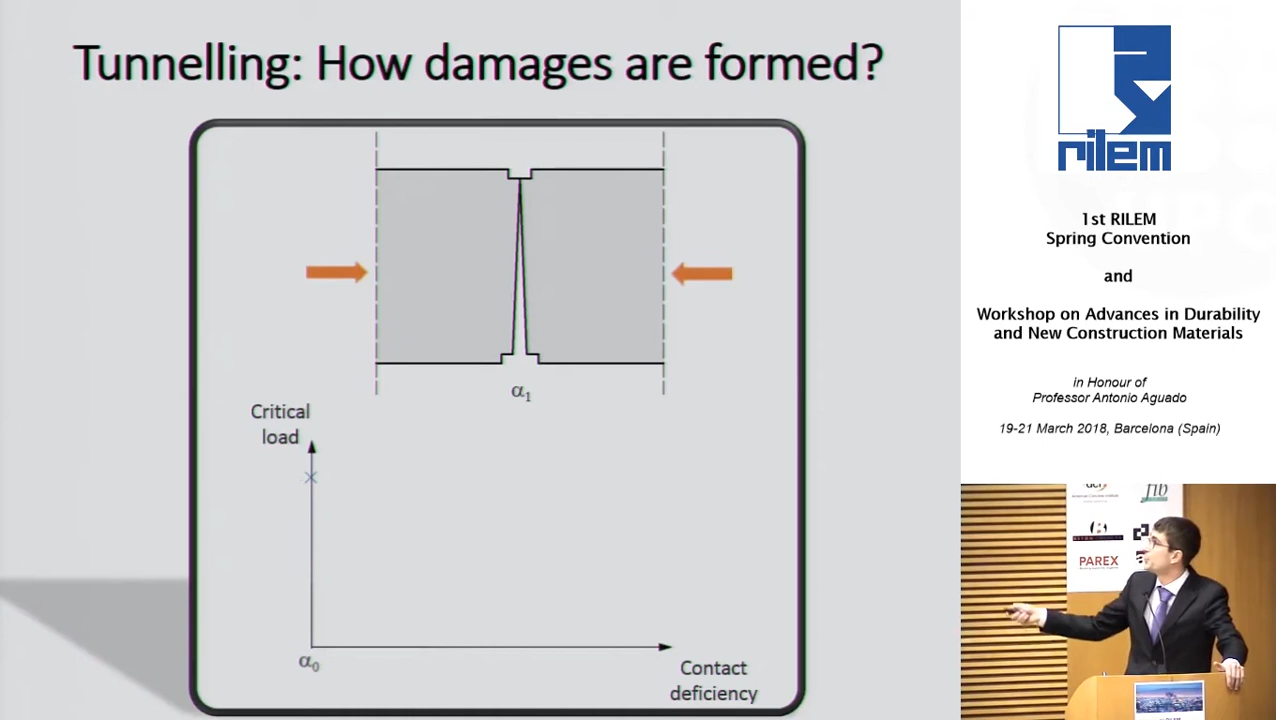 Tunnelling: How damages are formed?
α1
Critical
load
α0
Contact
deficiency
rilem
1st RILEM
Spring Convention
and
Workshop on Advances in Durability
and New Construction Materials
in Honour of
Professor Antonio Aguado
19-21 March 2018, Barcelona (Spain)
aci
fib
PAREX